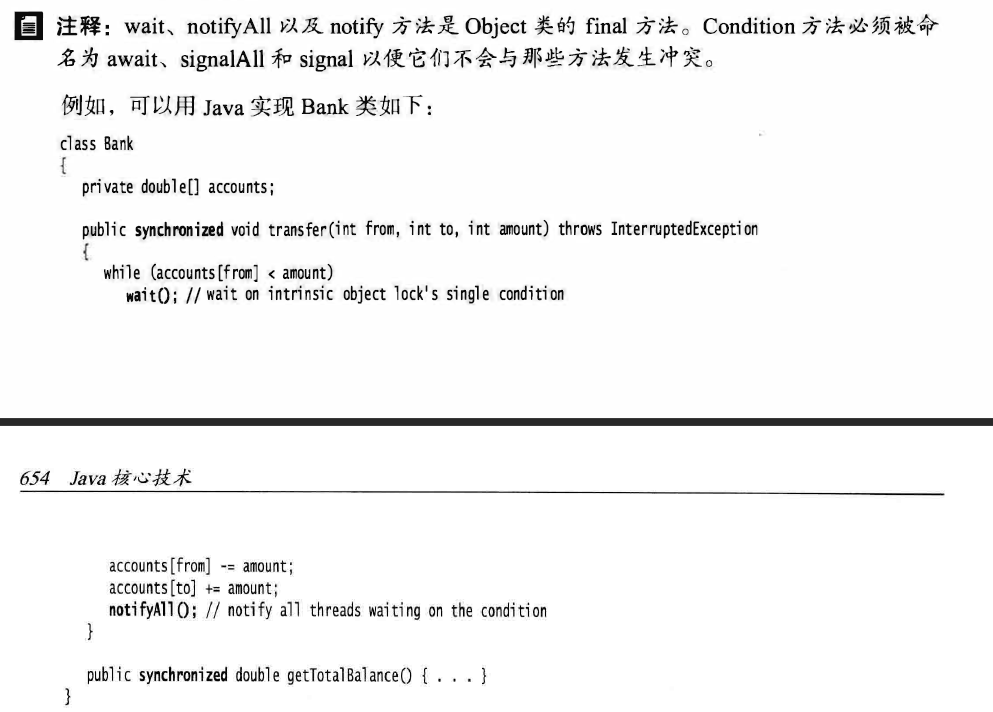 注释：wait、notifyAll 以及 notify 方法是 Object 类的 final 方法。Condition 方法必须被命
名为 await、signalAll 和 signal 以便它们不会与那些方法发生冲突。
例如，可以用 Java 实现 Bank 类如下：
class Bank
{
   private double[] accounts;
   public synchronized void transfer(int from, int to, int amount) throws InterruptedException
   {
      while (accounts[from] < amount)
         wait(); // wait on intrinsic object lock's single condition
654 Java 核心技术
      accounts[from] -= amount;
      accounts[to] += amount;
      notifyAll(); // notify all threads waiting on the condition
   }
   public synchronized double getTotalBalance() { . . . }
}